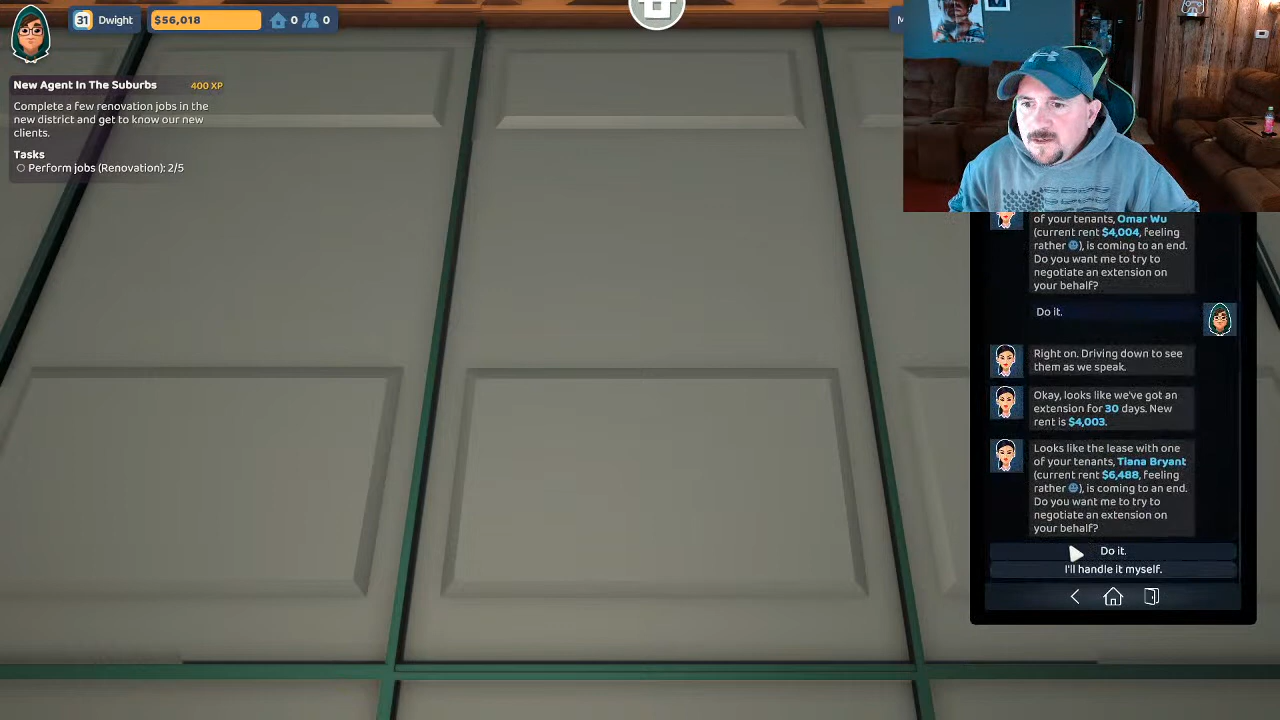 31 Dwight $56,018 0 0
M
New Agent In The Suburbs 400 XP
Complete a few renovation jobs in the
new district and get to know our new
clients.
Tasks
Perform jobs (Renovation): 2/5
of your tenants, Omar Wu
(current rent $4,004, feeling
rather ), is coming to an end.
Do you want me to try to
negotiate an extension on
your behalf?
Do it.
Right on. Driving down to see
them as we speak.
Okay, looks like we've got an
extension for 30 days. New
rent is $4,003.
Looks like the lease with one
of your tenants, Tiana Bryant
(current rent $6,488, feeling
rather ), is coming to an end.
Do you want me to try to
negotiate an extension on
your behalf?
Do it.
I'll handle it myself.